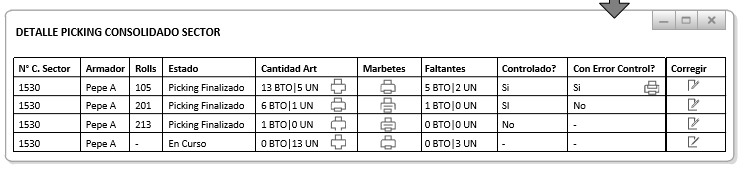 DETALLE PICKING CONSOLIDADO SECTOR
N° C. Sector Armador Rolls Estado Cantidad Art Marbetes Faltantes Controlado? Con Error Control? Corregir
1530 Pepe A 105 Picking Finalizado 13 BTO|5 UN 5 BTO|2 UN Si Si
1530 Pepe A 201 Picking Finalizado 6 BTO|1 UN 1 BTO|0 UN SI No
1530 Pepe A 213 Picking Finalizado 1 BTO|0 UN 0 BTO|0 UN No -
1530 Pepe A - En Curso 0 BTO|13 UN 0 BTO|3 UN - -